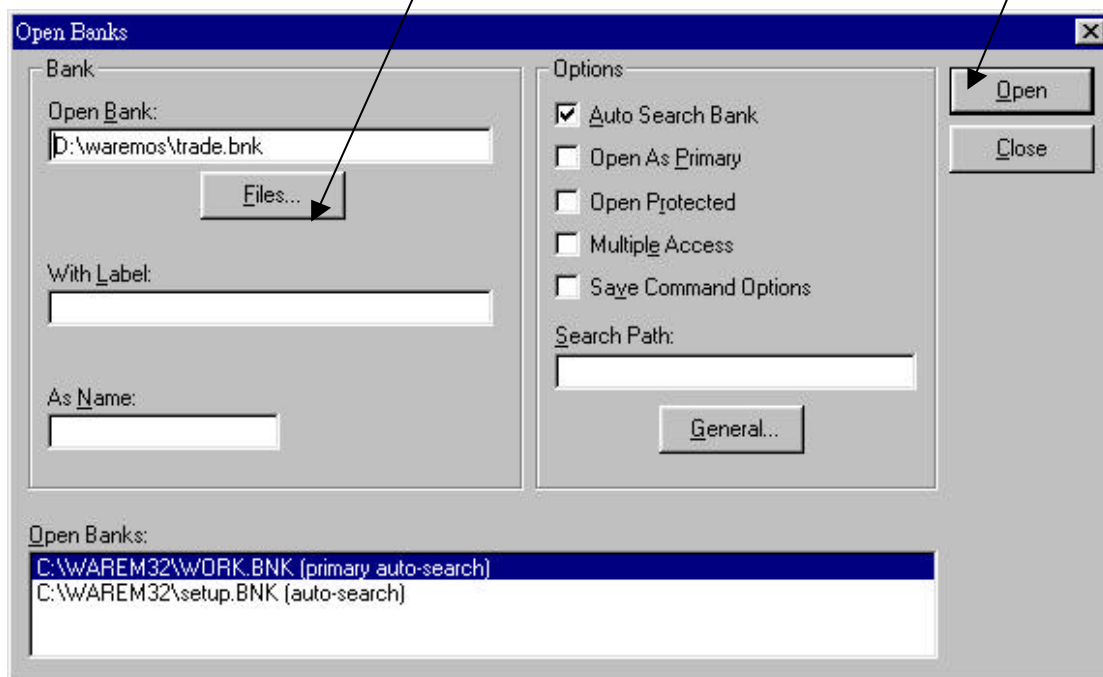 Open Banks
Bank
Open Bank:
D:\waremos\trade.bnk
Files...
With Label:
As Name:
Options
Auto Search Bank
Open As Primary
Open Protected
Multiple Access
Save Command Options
Search Path:
General...
Open
Close
Open Banks:
C:\WAREM32\WORK.BNK (primary auto-search)
C:\WAREM32\setup.BNK (auto-search)